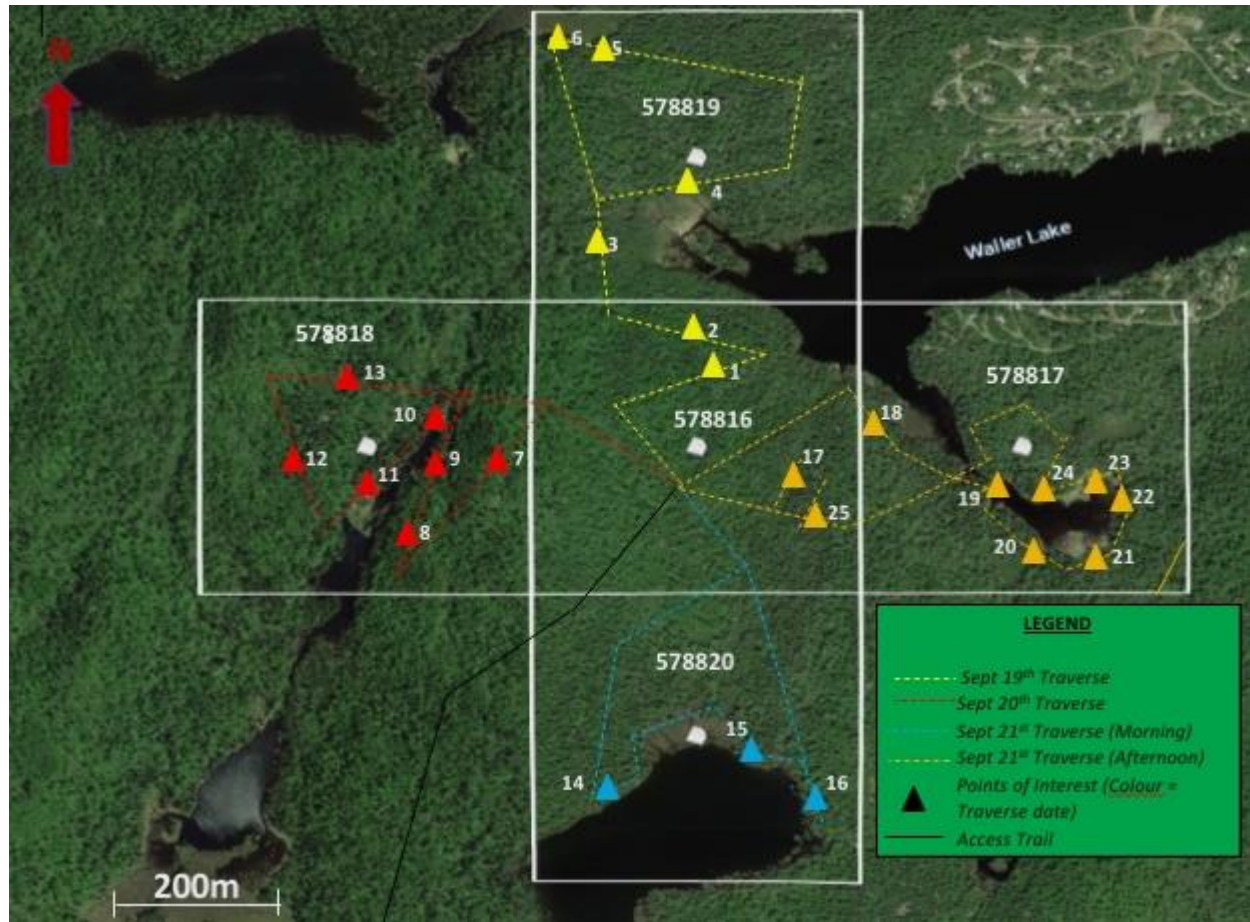 N
6
5
578819
4
Waller Lake
3
578818
2
578817
13
1
10
578816
18
12
9
7
17
11
24
23
19
22
25
8
20
21
LEGEND
578820
Sept 19th Traverse
Sept 20th Traverse
15
Sept 21st Traverse (Morning)
Sept 21st Traverse (Afternoon)
14
16
Points of Interest (Colour =
Traverse date)
Access Trail
200m